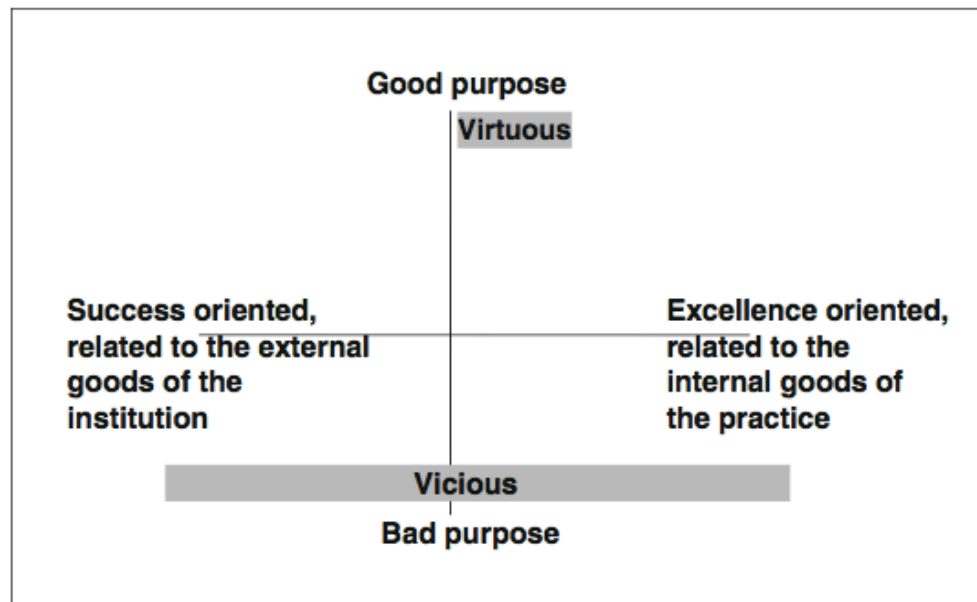 Good purpose
Virtuous
Success oriented,
related to the external
goods of the
institution
Excellence oriented,
related to the
internal goods of
the practice
Vicious
Bad purpose